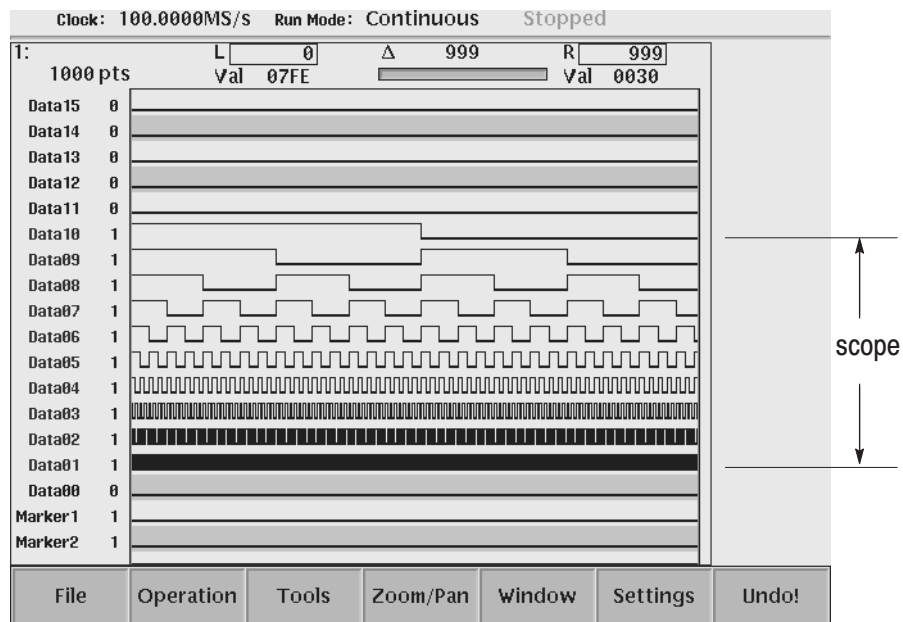 Clock: 100.0000MS/s Run Mode: Continuous Stopped
1: L 0 Δ 999 R 999
1000 pts Val 07FE Val 0030
Data15 0
Data14 0
Data13 0
Data12 0
Data11 0
Data10 1
Data09 1
Data08 1
Data07 1
Data06 1
Data05 1
Data04 1
Data03 1
Data02 1
Data01 1
Data00 0
Marker1 1
Marker2 1
scope
File Operation Tools Zoom/Pan Window Settings Undo!